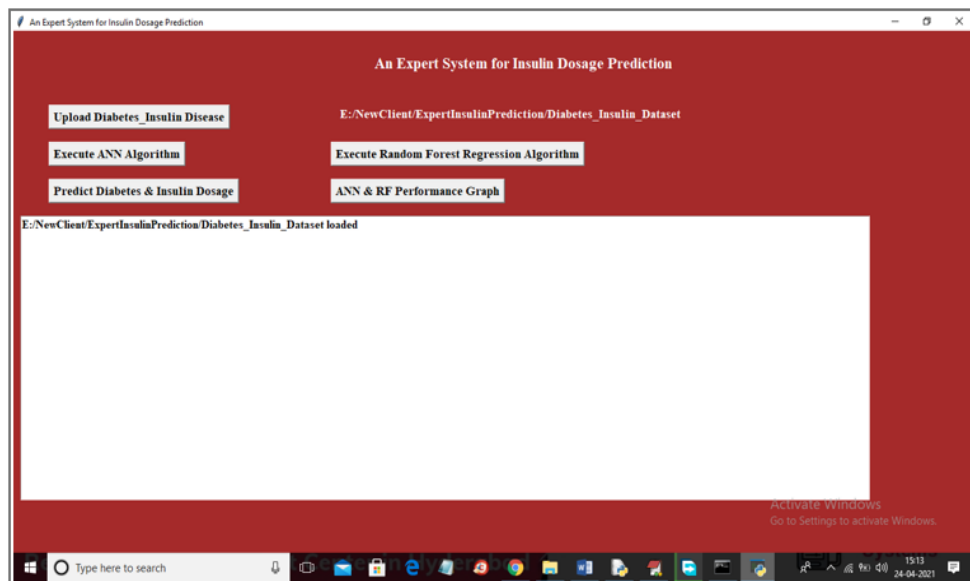 An Expert System for Insulin Dosage Prediction
An Expert System for Insulin Dosage Prediction
Upload Diabetes_Insulin Disease
E:/NewClient/ExpertInsulinPrediction/Diabetes_Insulin_Dataset
Execute ANN Algorithm
Execute Random Forest Regression Algorithm
Predict Diabetes & Insulin Dosage
ANN & RF Performance Graph
E:/NewClient/ExpertInsulinPrediction/Diabetes_Insulin_Dataset loaded
Activate Windows
Go to Settings to activate Windows.
Type here to search
15:13
24-04-2021